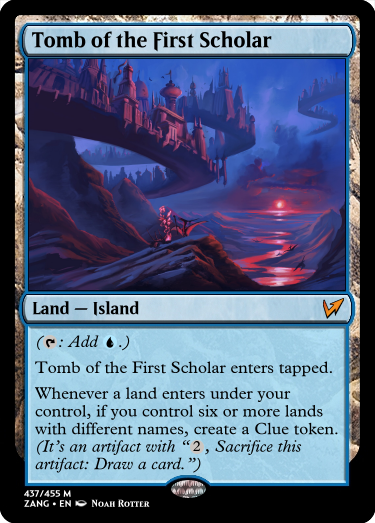 Tomb of the First Scholar
Land — Island
(T: Add U.)
Tomb of the First Scholar enters tapped.
Whenever a land enters under your
control, if you control six or more lands
with different names, create a Clue token.
(It's an artifact with “2, Sacrifice this
artifact: Draw a card.”)
437/455 M
ZANG • EN Noah Rotter